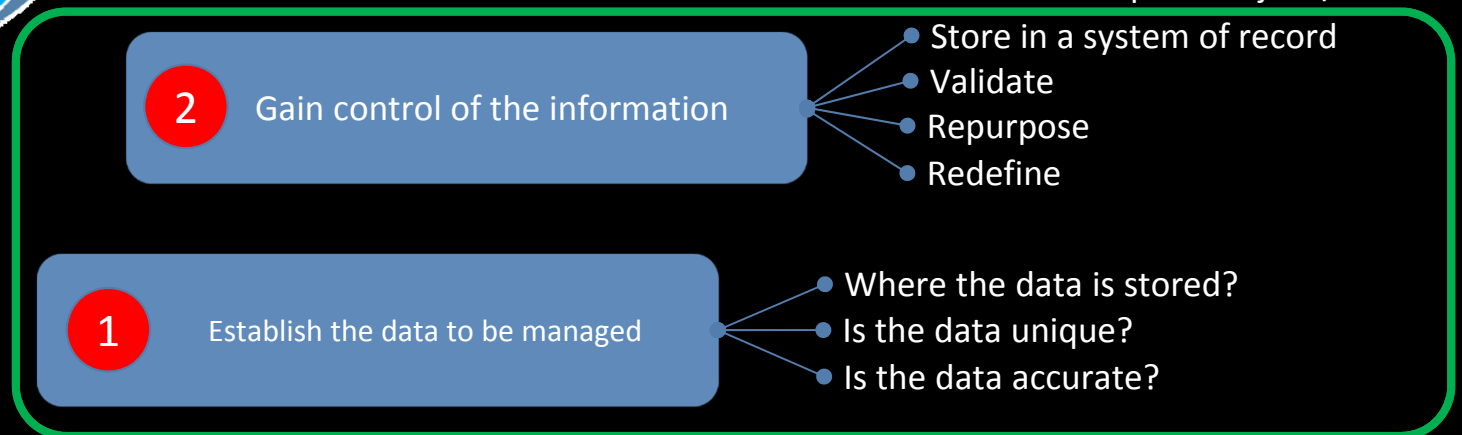 Store in a system of record
Validate
2 Gain control of the information
Repurpose
Redefine
Where the data is stored?
1 Establish the data to be managed
Is the data unique?
Is the data accurate?